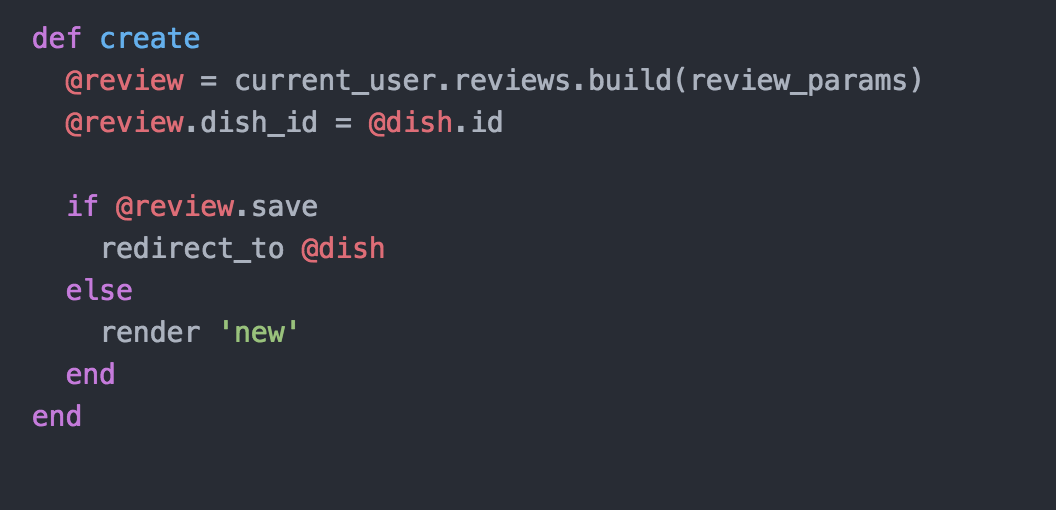 def create
  @review = current_user.reviews.build(review_params)
  @review.dish_id = @dish.id

  if @review.save
    redirect_to @dish
  else
    render 'new'
  end
end